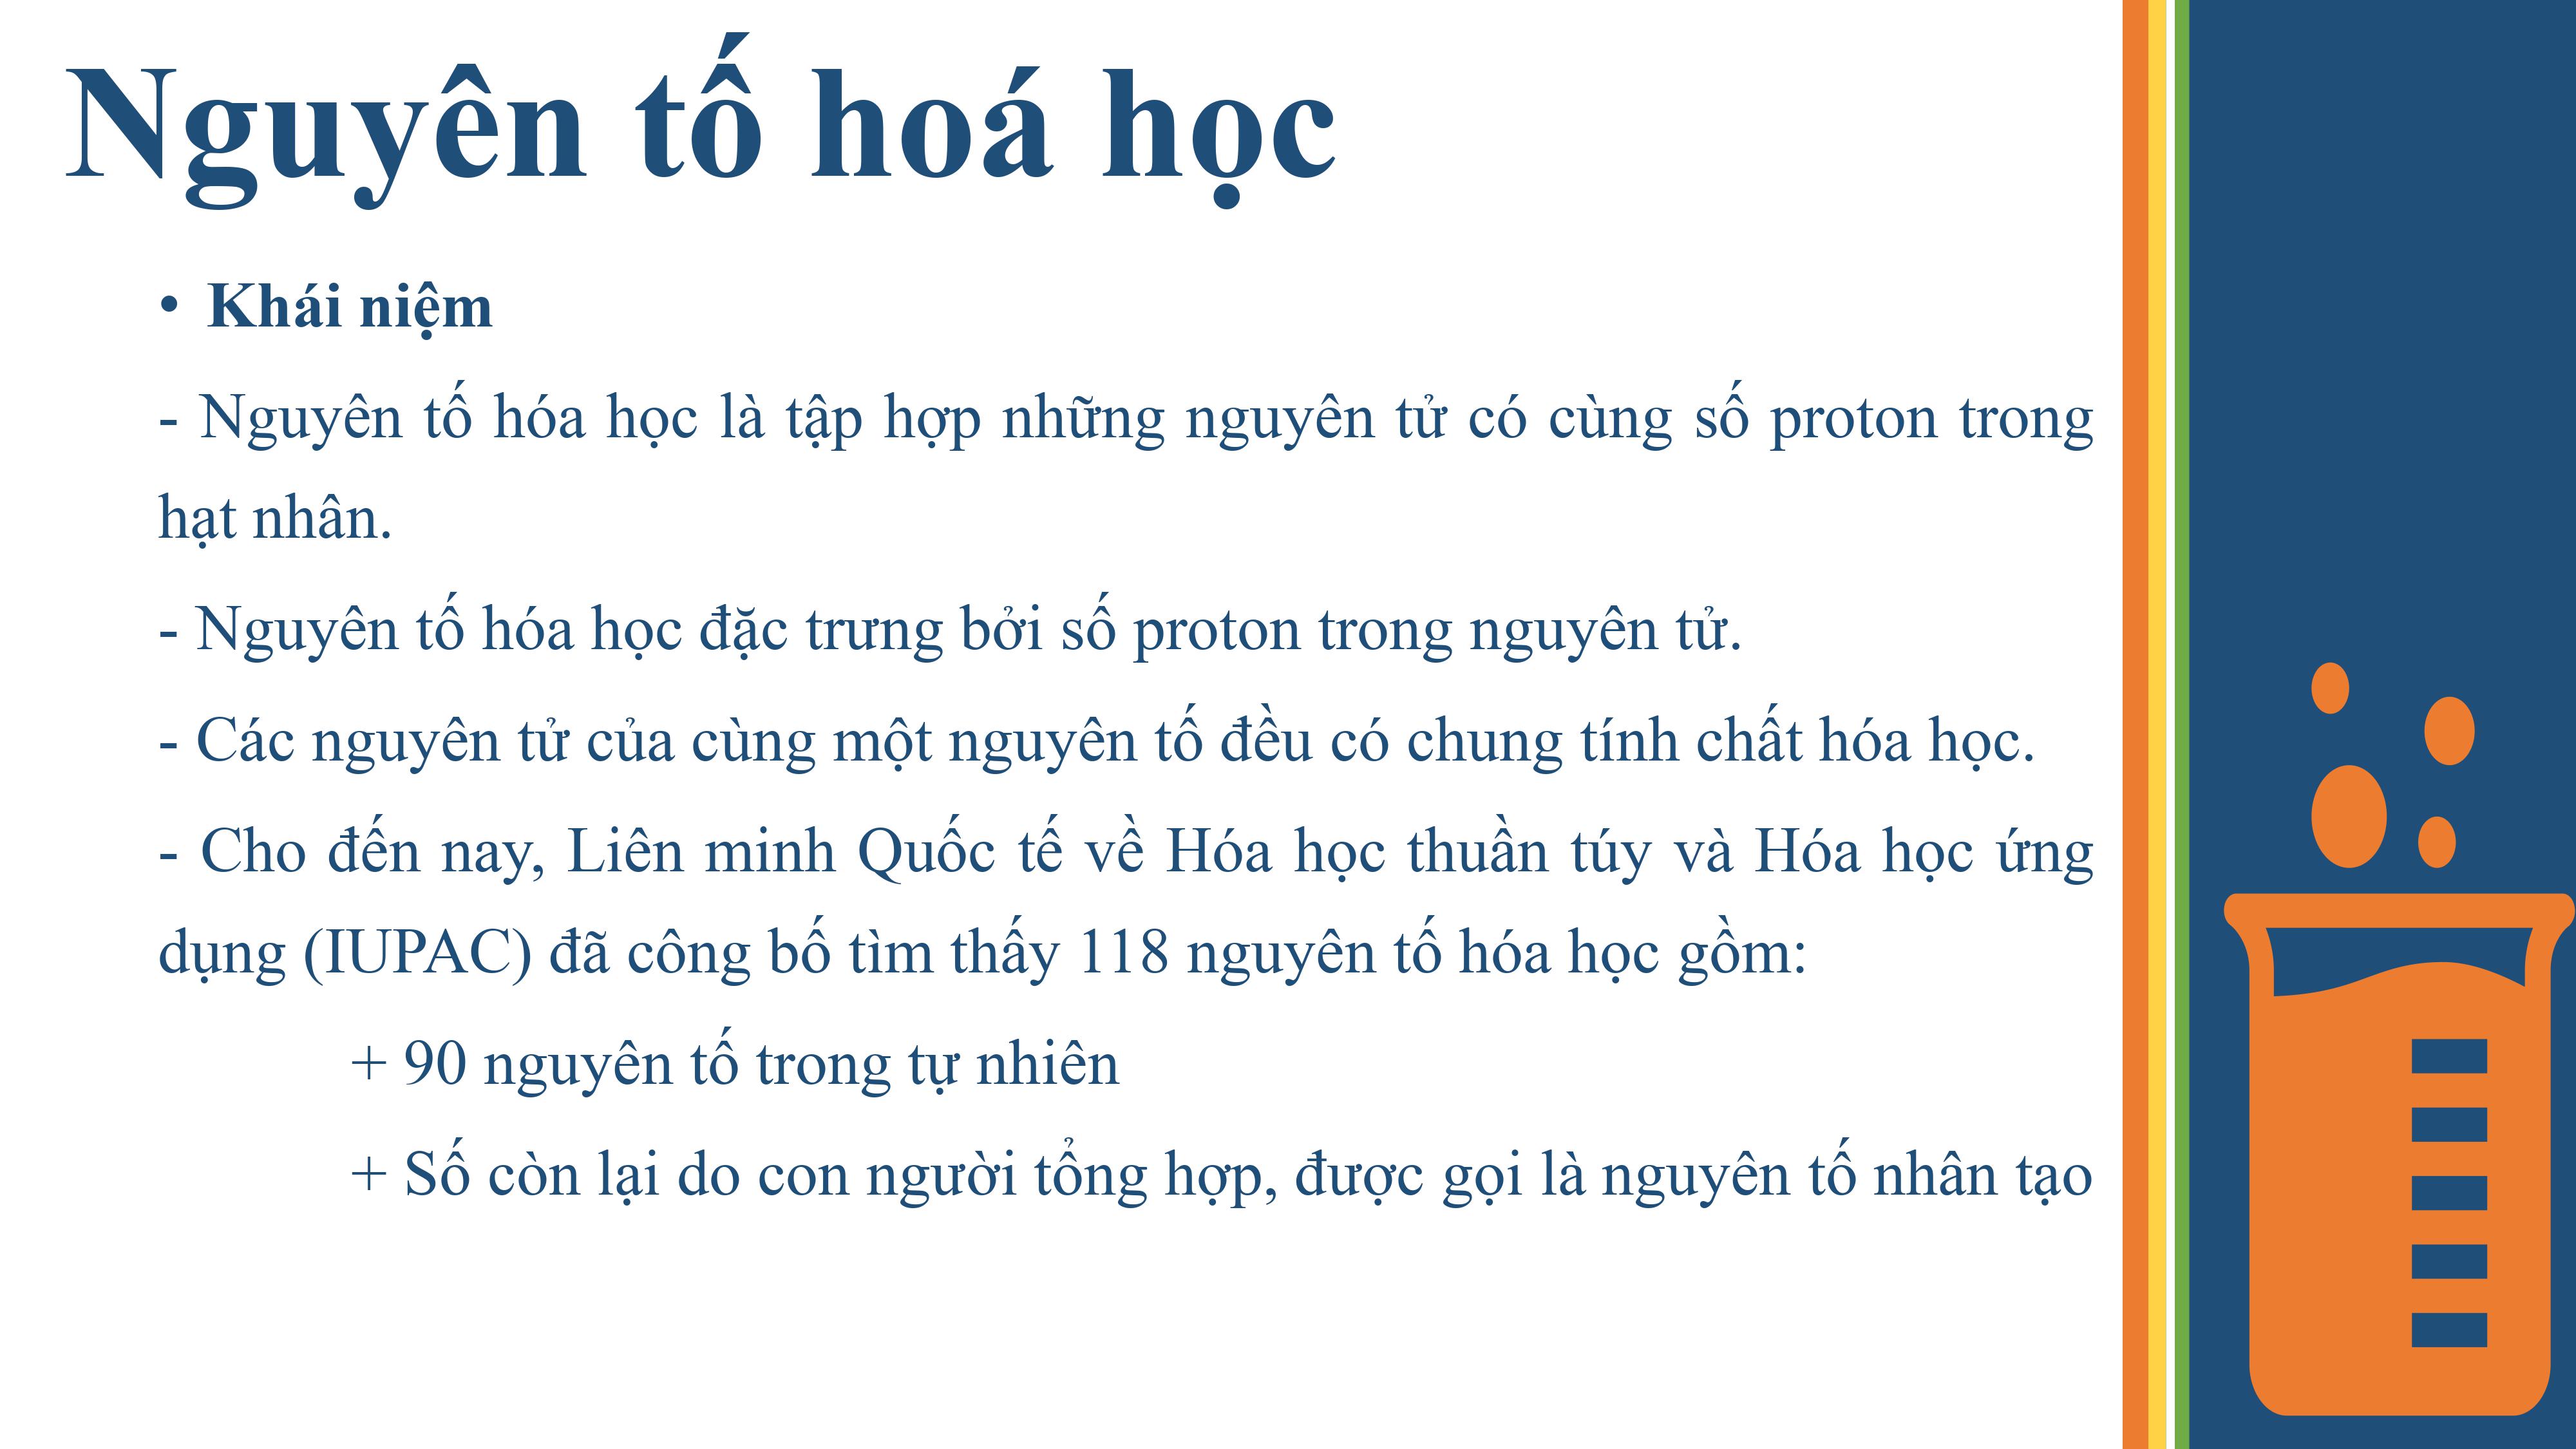 Nguyên tố hoá học
• Khái niệm
- Nguyên tố hóa học là tập hợp những nguyên tử có cùng số proton trong
hạt nhân.
- Nguyên tố hóa học đặc trưng bởi số proton trong nguyên tử.
- Các nguyên tử của cùng một nguyên tố đều có chung tính chất hóa học.
- Cho đến nay, Liên minh Quốc tế về Hóa học thuần túy và Hóa học ứng
dụng (IUPAC) đã công bố tìm thấy 118 nguyên tố hóa học gồm:
+ 90 nguyên tố trong tự nhiên
+ Số còn lại do con người tổng hợp, được gọi là nguyên tố nhân tạo